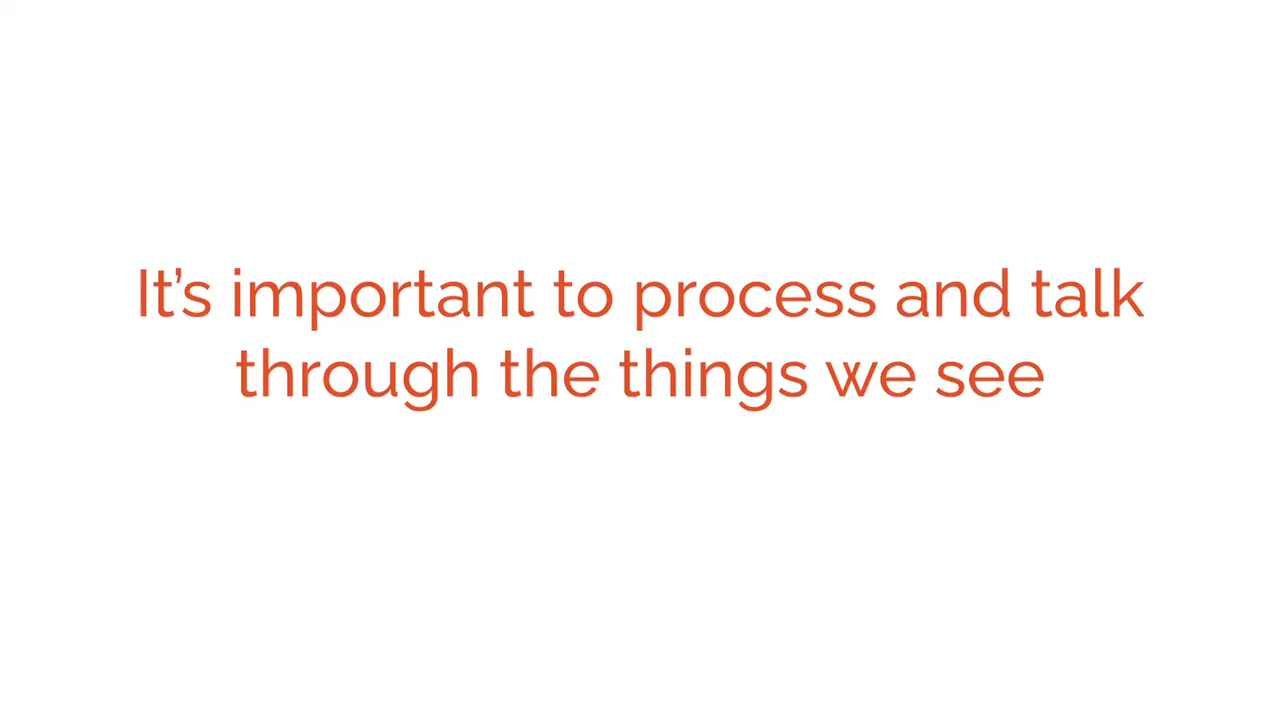 It’s important to process and talk
through the things we see